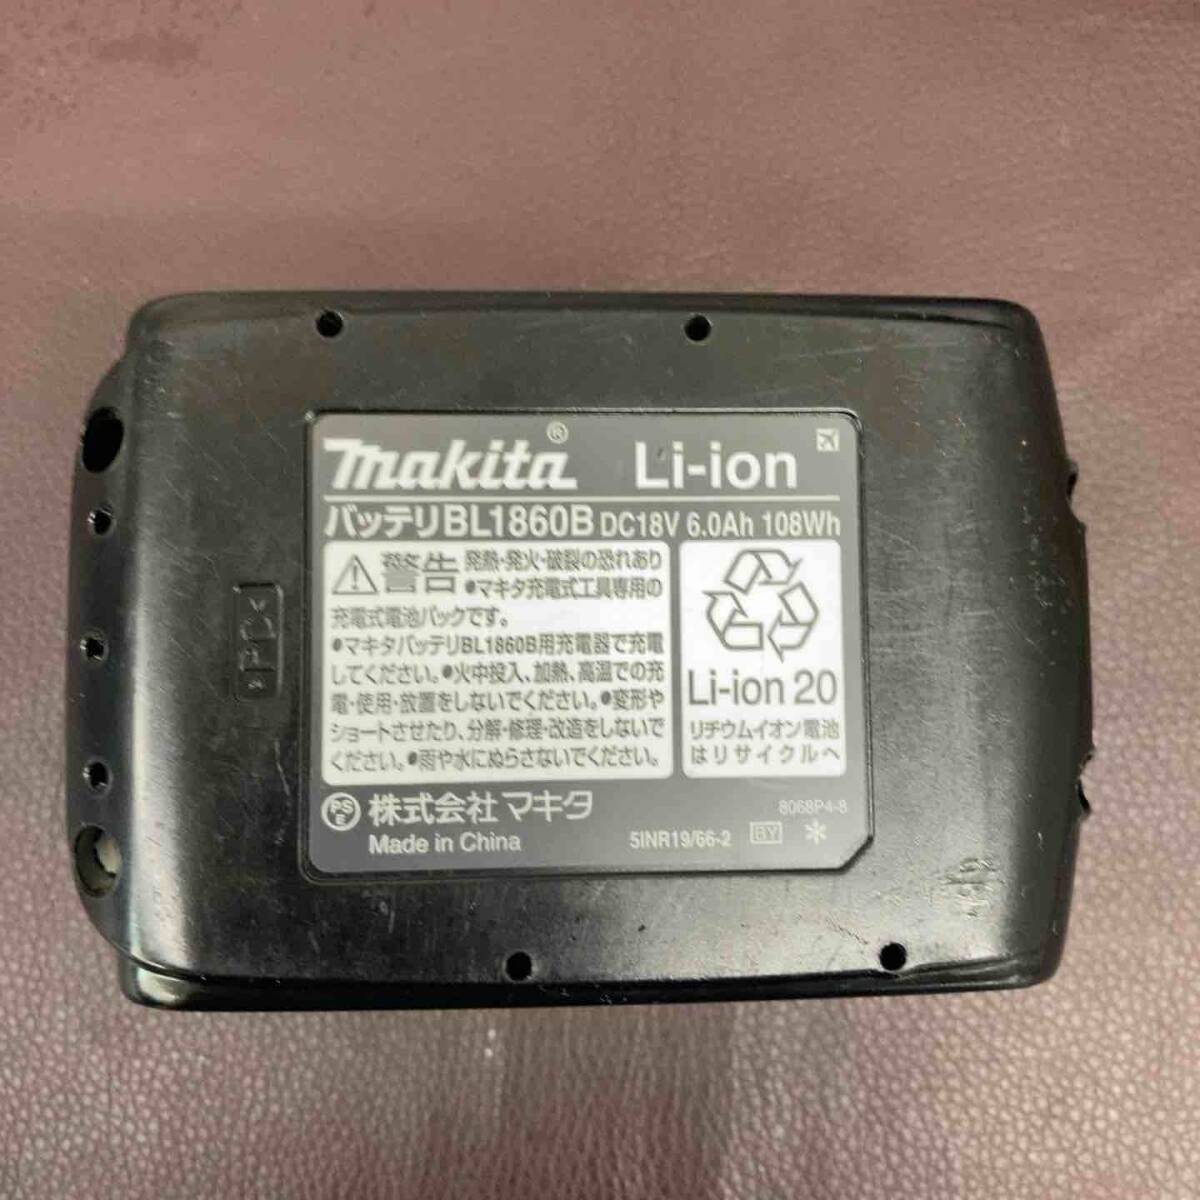 makita® Li-ion
バッテリBL1860B DC18V 6.0Ah 108Wh
警告 発熱・発火・破裂の恐れあり
●マキタ充電式工具専用の
充電式電池パックです。
●マキタバッテリBL1860B用充電器で充電
してください。●火中投入、加熱、高温での充
電・使用・放置をしないでください。●変形や
ショートさせたり、分解・修理・改造をしないで
ください。●雨や水にぬらさないでください。
Li-ion 20
リチウムイオン電池
はリサイクルへ
PSE 株式会社 マキタ
Made in China
8068P4-8
5INR19/66-2 BY *